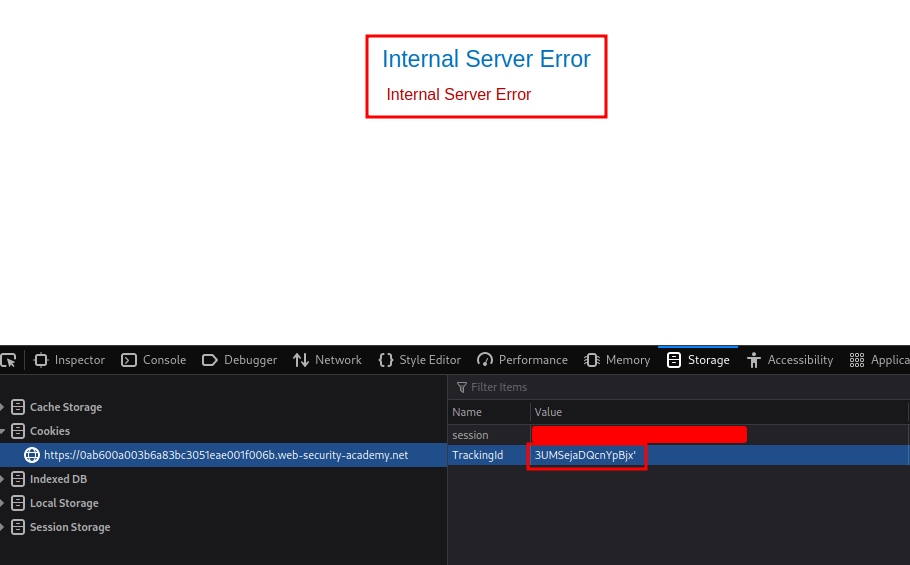 Internal Server Error
Internal Server Error
Inspector Console Debugger Network Style Editor Performance Memory Storage Accessibility Applica
Filter Items
Cache Storage
Name Value
Cookies
session
https://0ab600a003b6a83bc3051eae001f006b.web-security-academy.net
TrackingId 3UMSejaDQcnYpBjx'
Indexed DB
Local Storage
Session Storage